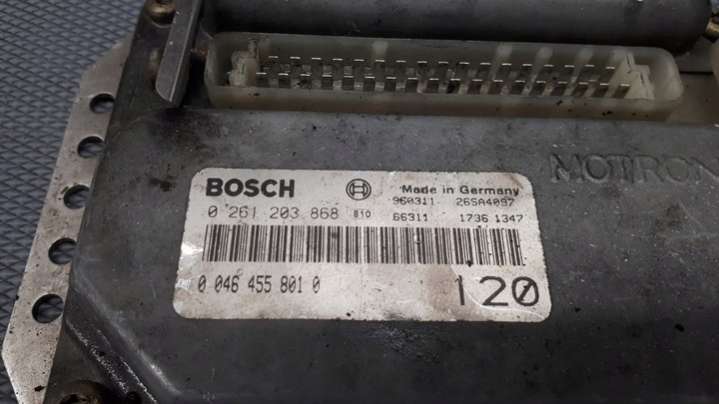 MOTRON
BOSCH Made in Germany
960311 26SA4097
0 261 203 868 B10 66311 1736 1347
0 046 455 801 0 120